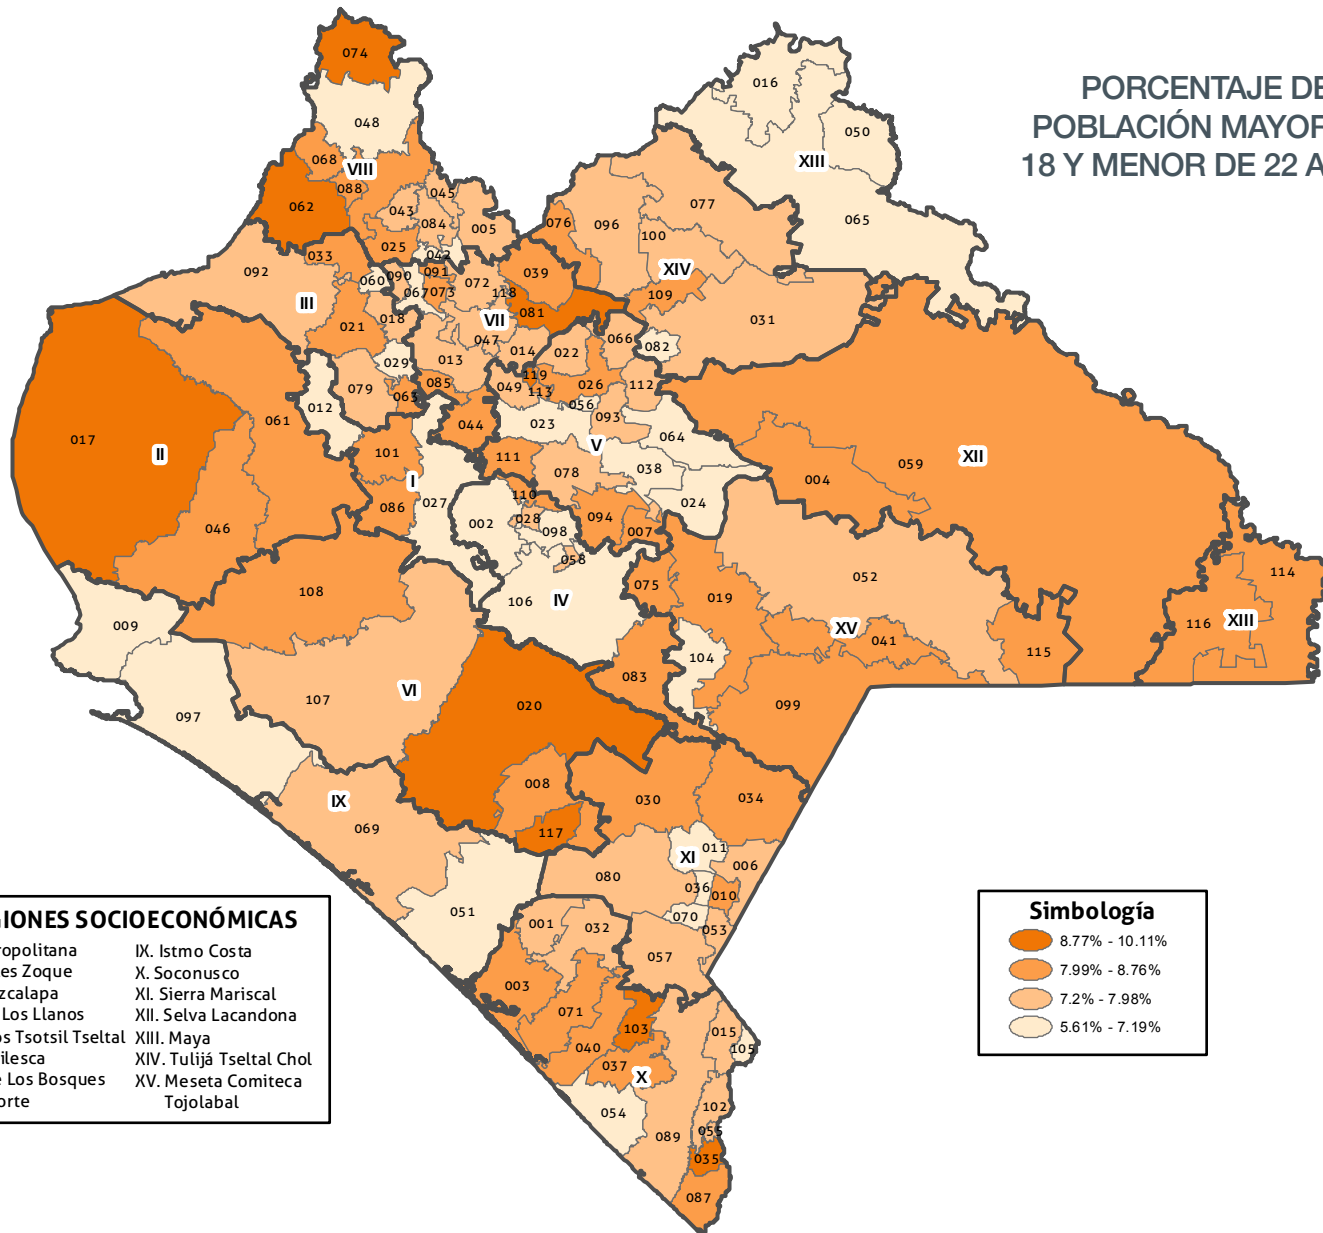 PORCENTAJE DE
POBLACIÓN MAYOR
18 Y MENOR DE 22 A
074
016
048
050
068
VIII
XIII
088
045
062
043
077
084
076
096
005
065
100
025
042
033
092
XIV
039
060
090
091
072
067
073
118
109
III
081
018
VII
031
021
047
066
082
014
022
013
029
119
085
026
112
079
049
063
113
056
012
093
061
023
044
064
017
II
V
101
111
XII
038
059
078
I
004
110
027
024
086
094
002
028
046
098
007
058
052
114
075
108
106
IV
019
XIII
116
009
XV
041
115
104
083
VI
107
020
099
097
008
034
030
IX
069
117
011
XI
006
080
036
010
051
070
001
032
053
057
003
071
103
015
040
105
037
X
054
102
055
089
035
087
GIONES SOCIOECONÓMICAS
ropolitana
IX. Istmo Costa
es Zoque
X. Soconusco
zcalapa
XI. Sierra Mariscal
Los Llanos
XII. Selva Lacandona
os Tsotsil Tseltal
XIII. Maya
ilesca
XIV. Tulijá Tseltal Chol
e Los Bosques
XV. Meseta Comiteca
orte
Tojolabal
Simbología
8.77% - 10.11%
7.99% - 8.76%
7.2% - 7.98%
5.61% - 7.19%